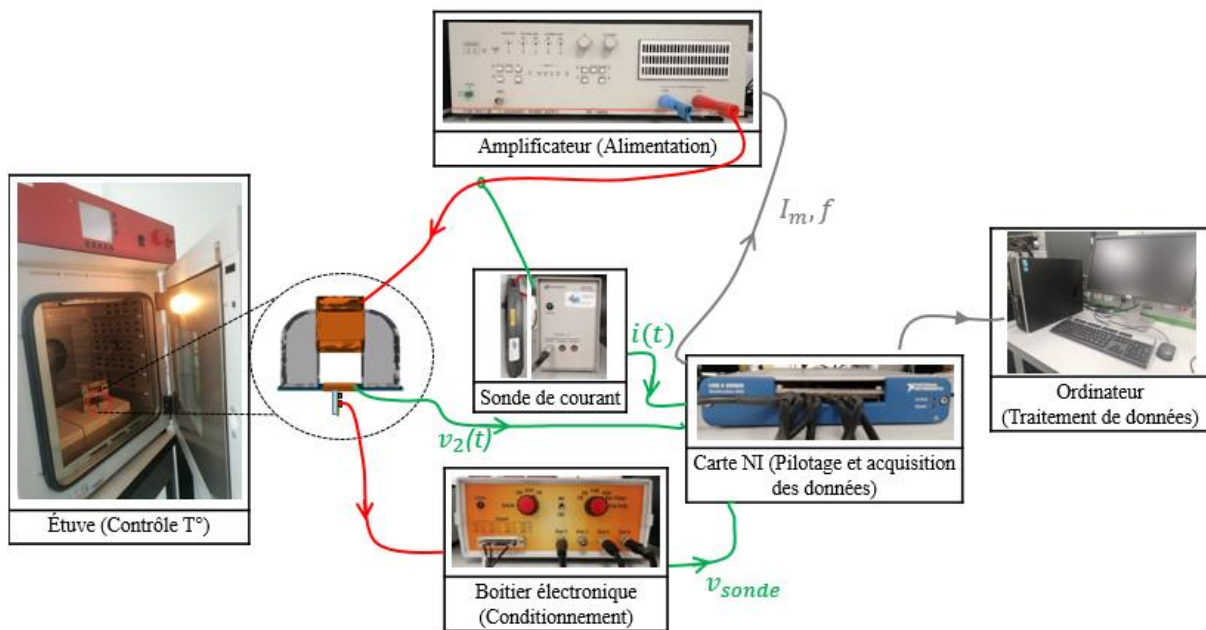 Amplificateur (Alimentation)
I_m, f
i(t)
Sonde de courant
v_2(t)
Étuve (Contrôle T°)
Carte NI (Pilotage et acquisition
des données)
Ordinateur
(Traitement de données)
Boitier électronique
(Conditionnement)
v_sonde